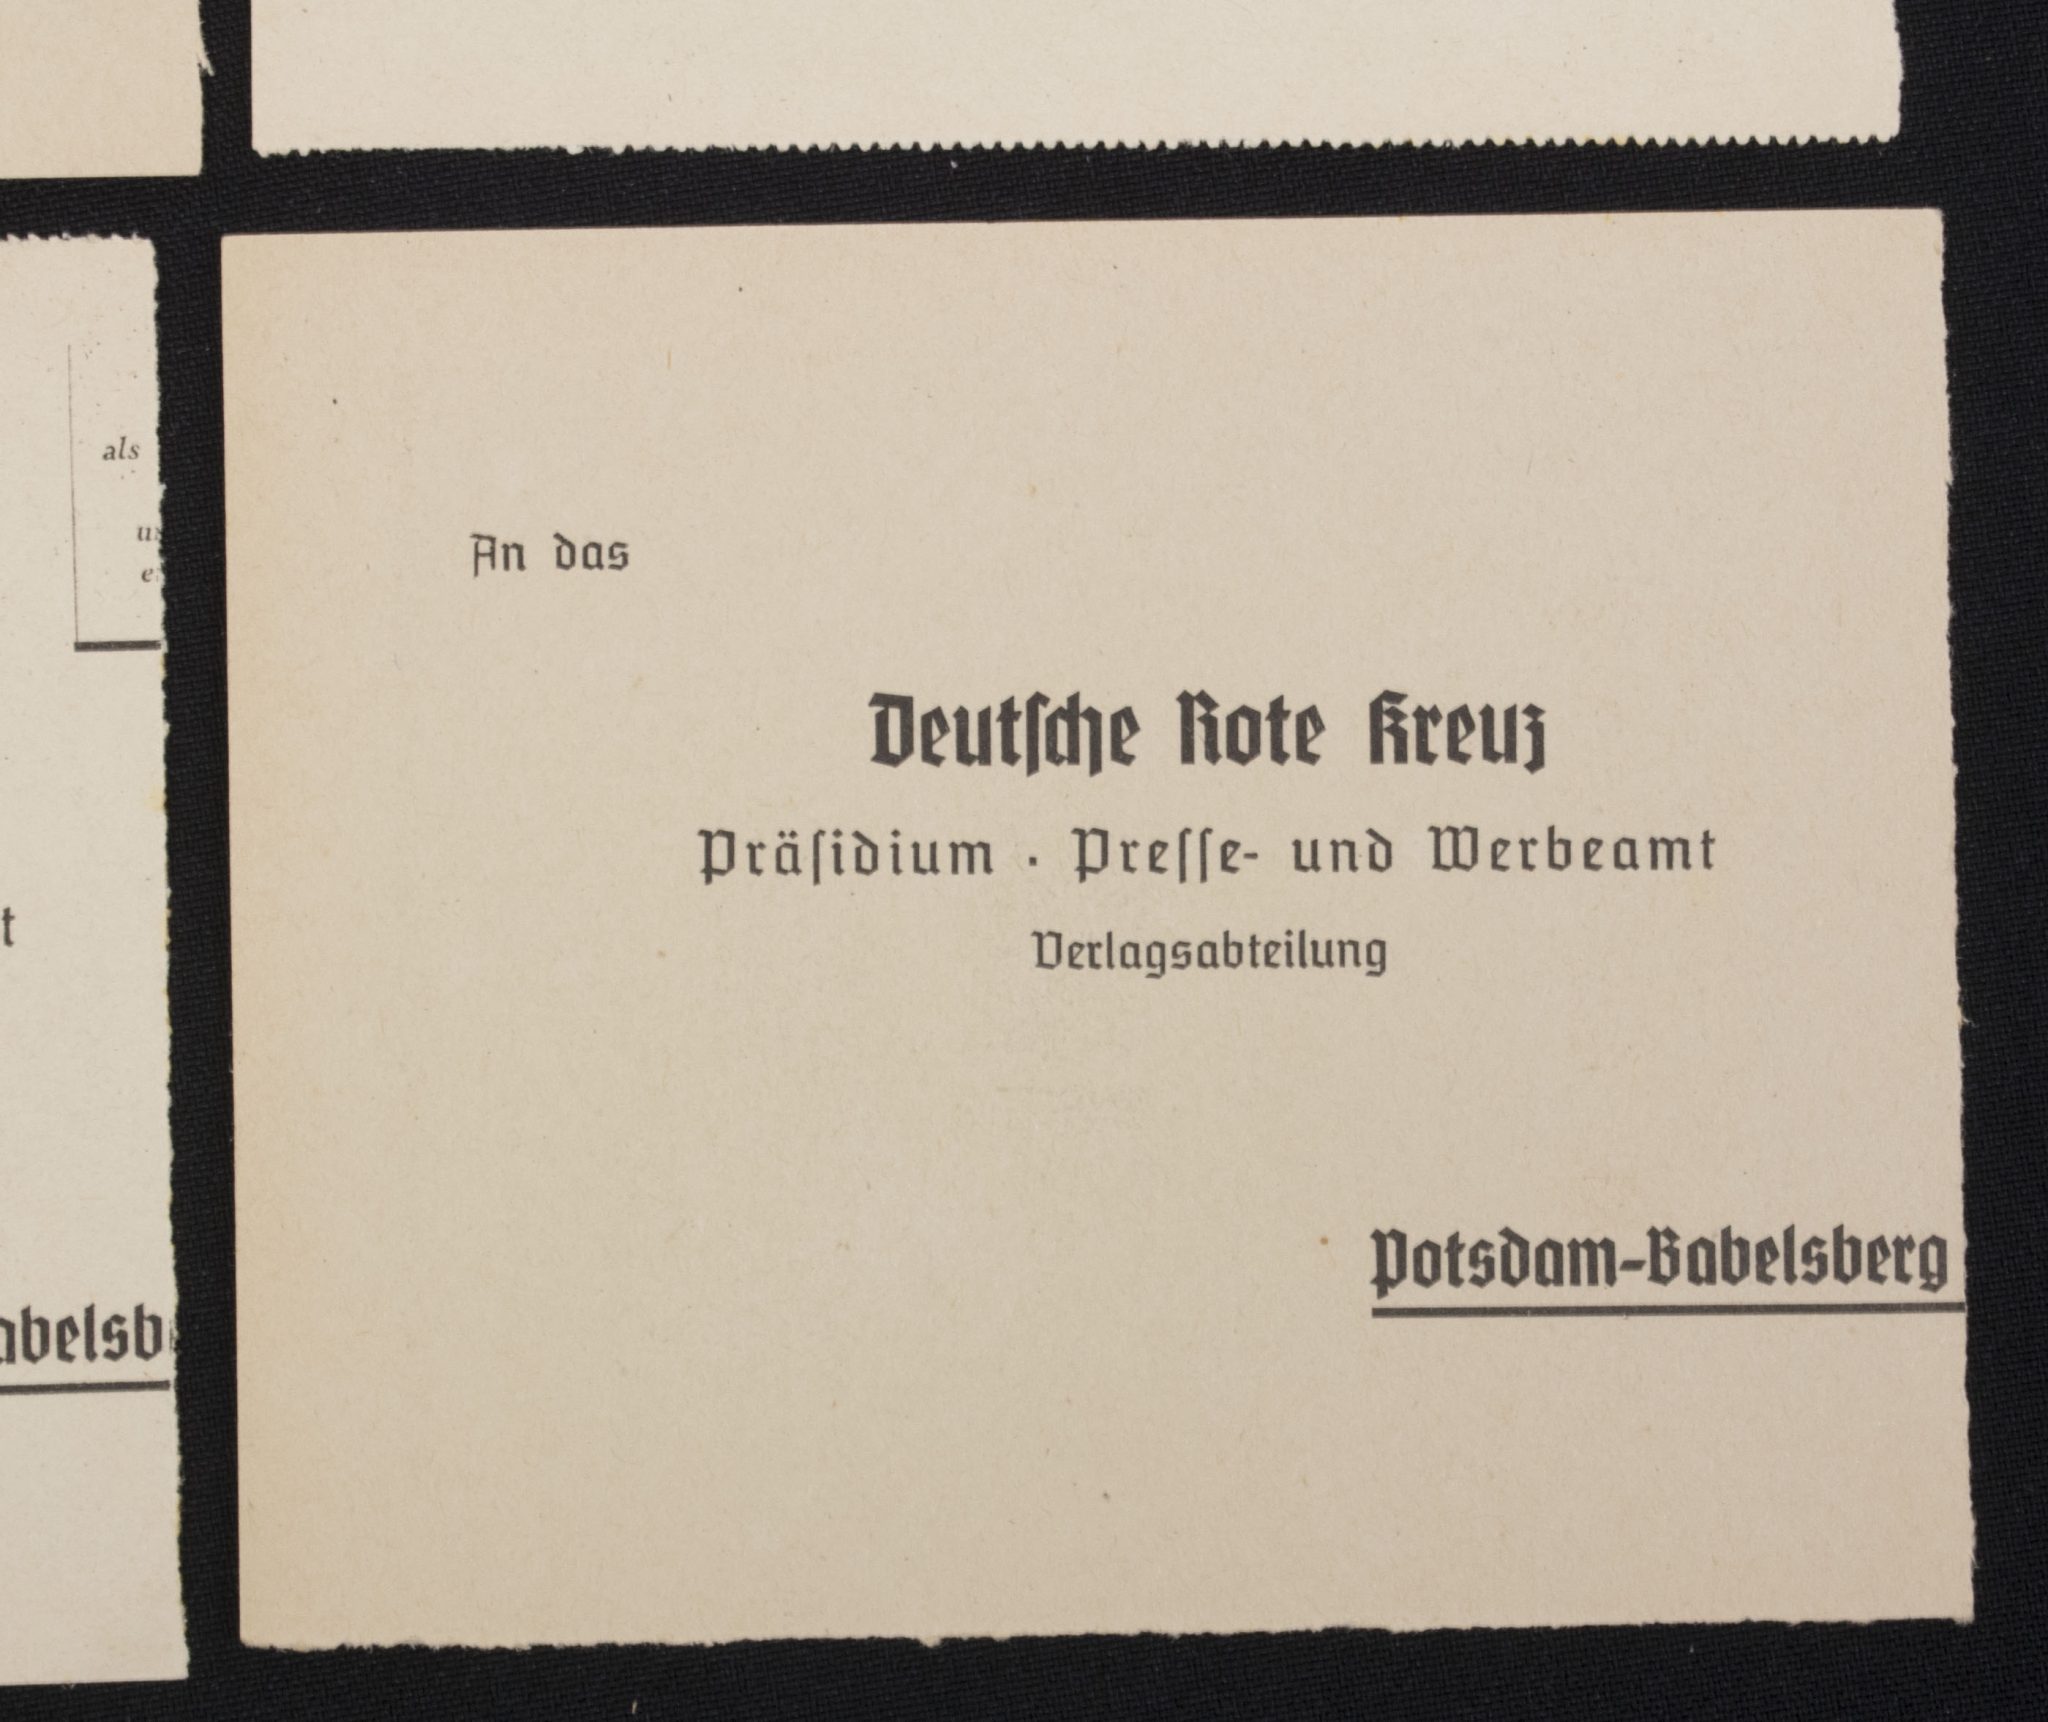 als
An das
Deutſche Rote Kreuz
Präſidium · Preſſe- und Werbeamt
Verlagsabteilung
Potsdam-Babelsberg